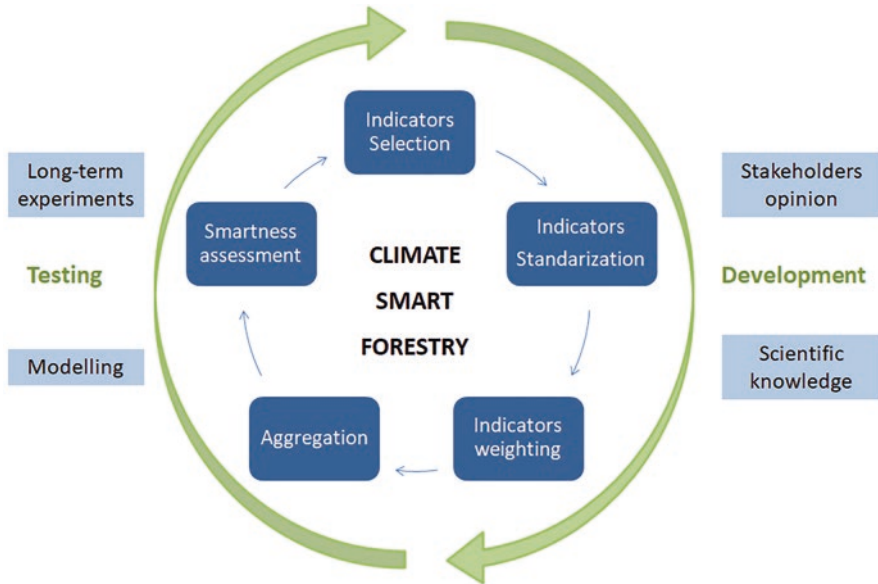 Indicators
Selection
Indicators
Standarization
Indicators
weighting
Aggregation
Smartness
assessment
CLIMATE
SMART
FORESTRY
Long-term
experiments
Testing
Modelling
Stakeholders
opinion
Development
Scientific
knowledge